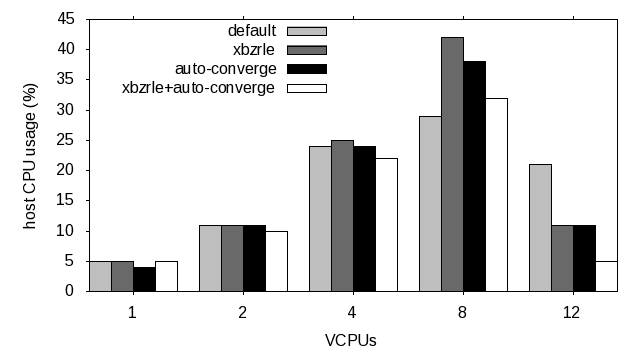 45
40
35
30
25
20
15
10
5
0
host CPU usage (%)
default
xbzrle
auto-converge
xbzrle+auto-converge
1 2 4 8 12
VCPUs